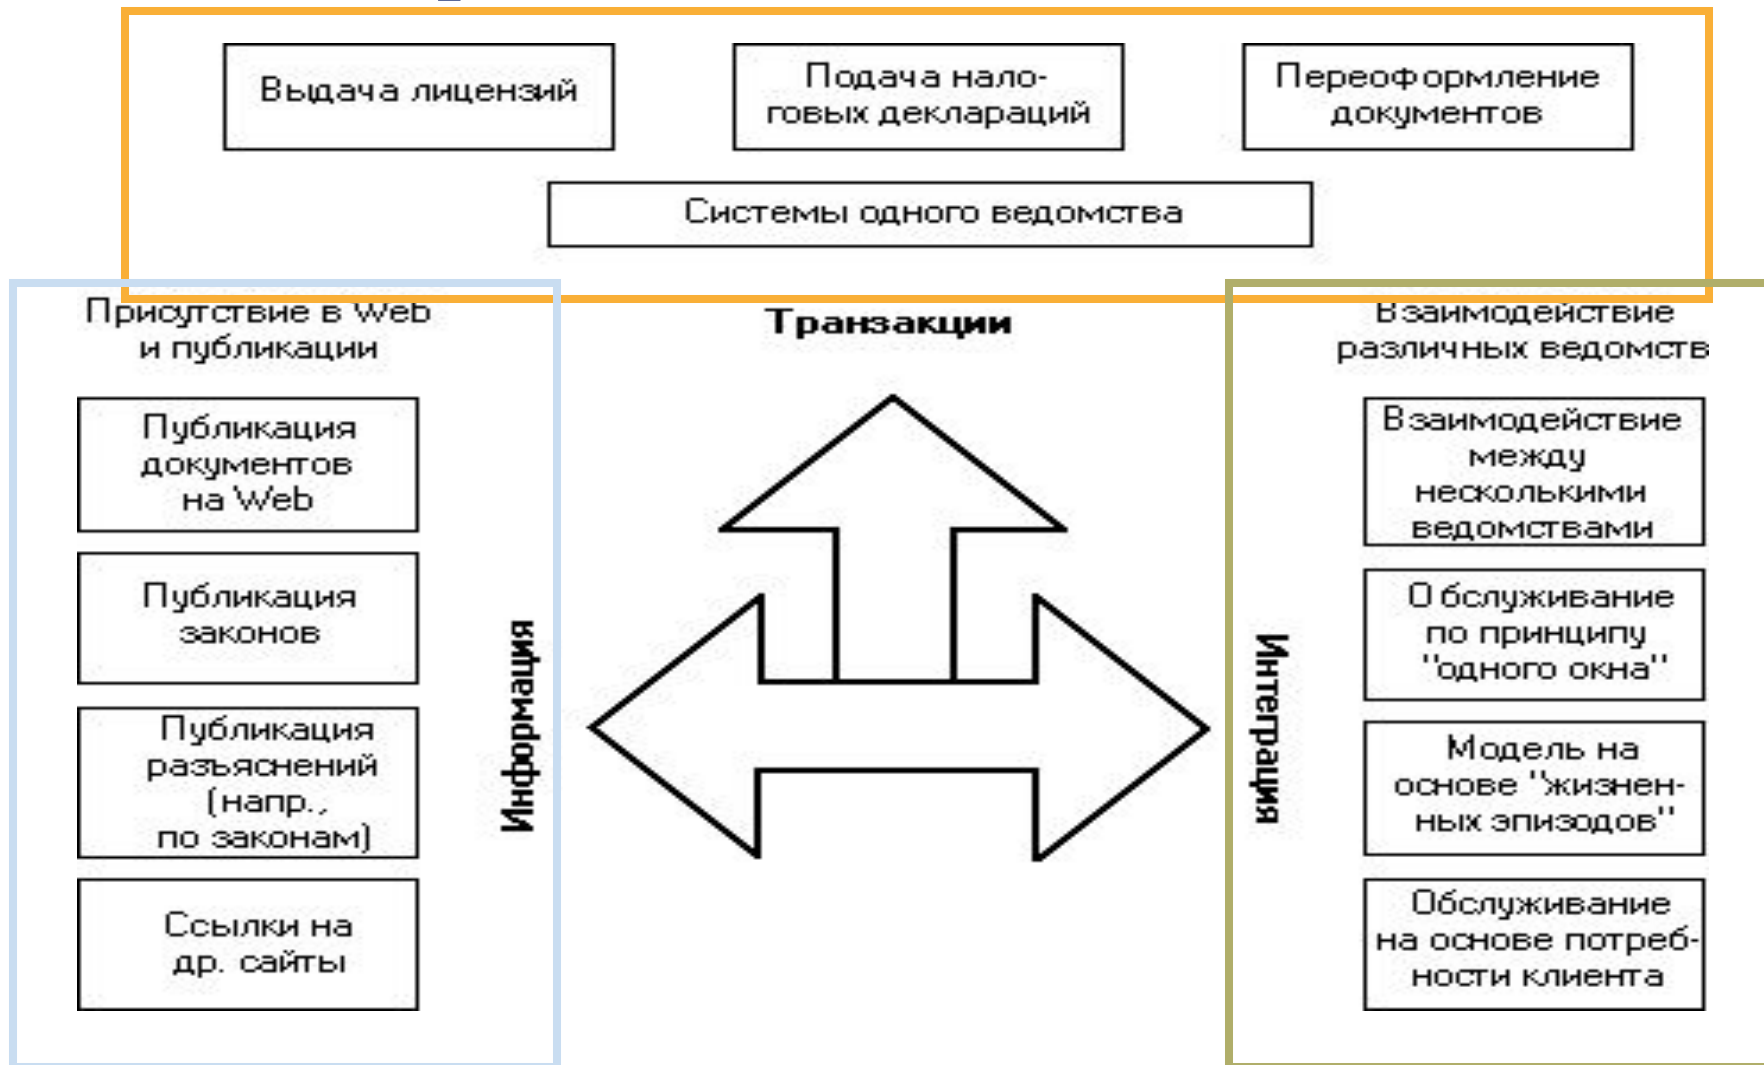 Выдача лицензий
Подача нало-
говых деклараций
Переоформление
документов
Системы одного ведомства
Присутствие в Web
и публикации
Публикация
документов
на Web
Публикация
законов
Публикация
разъяснений
(напр.,
по законам)
Ссылки на
др. сайты
Информация
Транзакции
Интеграция
Взаимодействие
различных ведомств
Взаимодействие
между
несколькими
ведомствами
Обслуживание
по принципу
"одного окна"
Модель на
основе "жизнен-
ных эпизодов"
Обслуживание
на основе потреб-
ности клиента